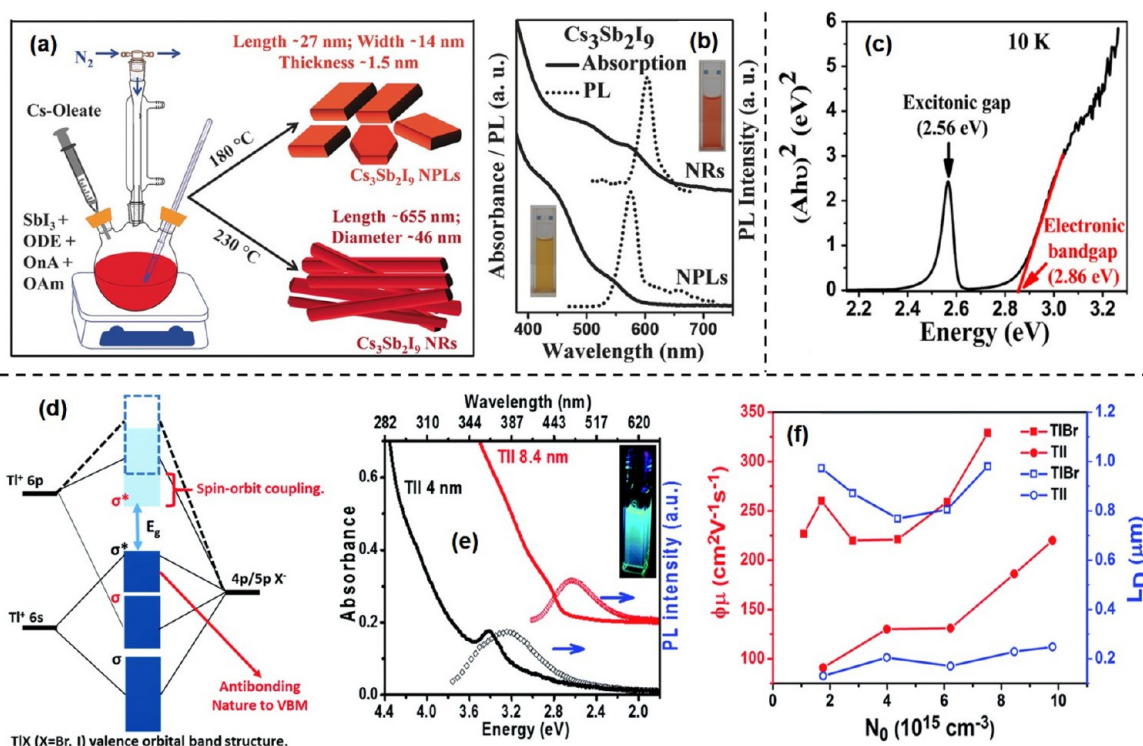 (a)
N₂
Cs-Oleate
SbI₃ +
ODE +
OnA +
OAm
180 °C
230 °C
Length ~27 nm; Width ~14 nm
Thickness ~1.5 nm
Cs₃Sb₂I₉ NPLs
Length ~655 nm;
Diameter ~46 nm
Cs₃Sb₂I₉ NRs
(b)
Cs₃Sb₂I₉
Absorption
PL
NRs
NPLs
Absorbance / PL (a. u.)
PL Intensity (a. u.)
400 500 600 700
Wavelength (nm)
(c)
10 K
Excitonic gap
(2.56 eV)
Electronic
bandgap
(2.86 eV)
(Ahυ)² (eV)²
6
5
4
3
2
1
0
2.2 2.4 2.6 2.8 3.0 3.2
Energy (eV)
(d)
Tl⁺ 6p
Spin-orbit coupling.
σ*
E_g
σ*
4p/5p X⁻
σ
Tl⁺ 6s
σ
Antibonding
Nature to VBM
TlX (X=Br, I) valence orbital band structure.
Wavelength (nm)
282 310 344 387 443 517 620
TlI 8.4 nm
TlI 4 nm
(e)
Absorbance
PL intensity (a.u.)
0.6
0.4
0.2
0.0
4.4 4.0 3.6 3.2 2.8 2.4 2.0
Energy (eV)
(f)
TlBr
TlI
TlBr
TlI
ϕμ (cm²V⁻¹s⁻¹)
350
300
250
200
150
100
L_D (μm)
1.2
1.0
0.8
0.6
0.4
0.2
0 2 4 6 8 10
N₀ (10¹⁵ cm⁻³)